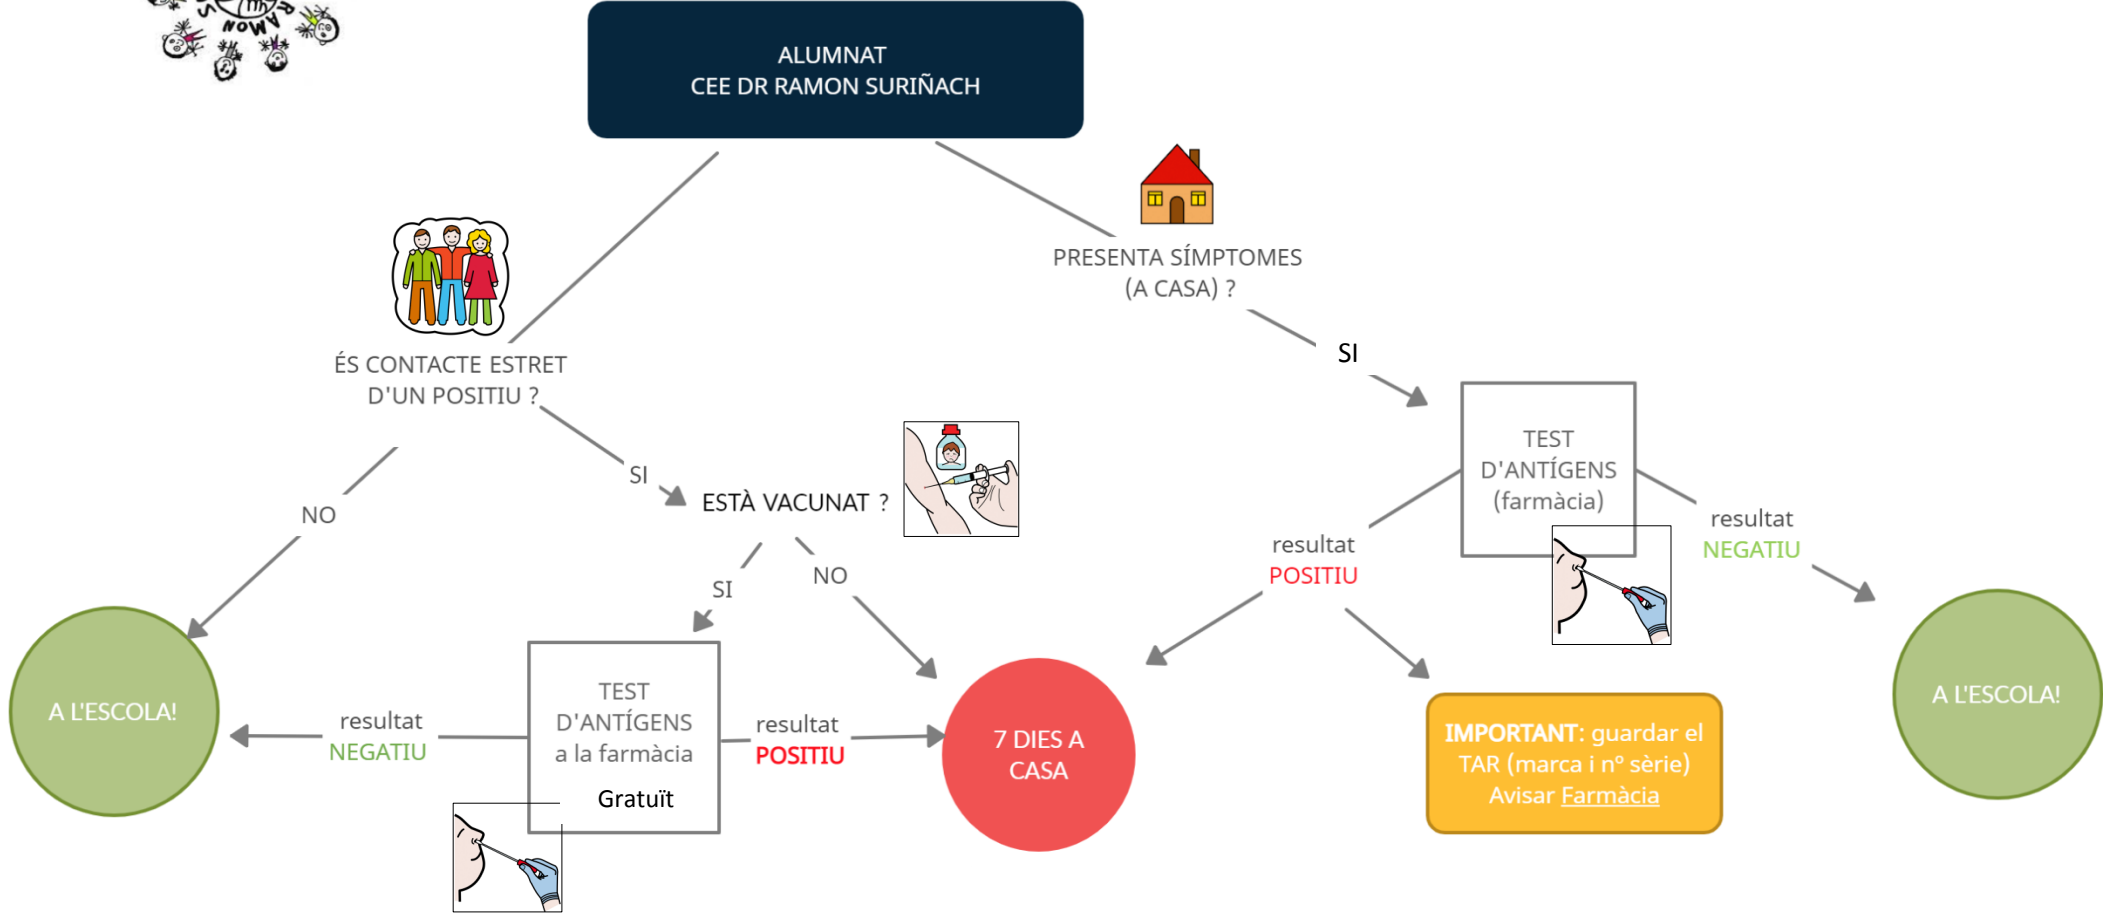 RAMON
ALUMNAT
CEE DR RAMON SURIÑACH
PRESENTA SÍMPTOMES
(A CASA) ?
SI
ÉS CONTACTE ESTRET
D'UN POSITIU ?
SI
NO
ESTÀ VACUNAT ?
SI
NO
TEST
D'ANTÍGENS
(farmàcia)
resultat
POSITIU
resultat
NEGATIU
A L'ESCOLA!
resultat
NEGATIU
TEST
D'ANTÍGENS
a la farmàcia
Gratuït
resultat
POSITIU
7 DIES A
CASA
IMPORTANT: guardar el
TAR (marca i nº sèrie)
Avisar Farmàcia
A L'ESCOLA!